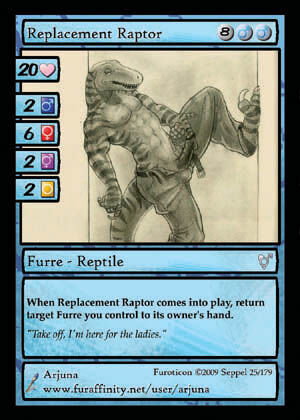 Replacement Raptor 8
20
2
6
2
2
Furre - Reptile
When Replacement Raptor comes into play, return
target Furre you control to its owner's hand.
"Take off, I'm here for the ladies."
Arjuna Furoticon ©2009 Seppel 25/179
www.furaffinity.net/user/arjuna